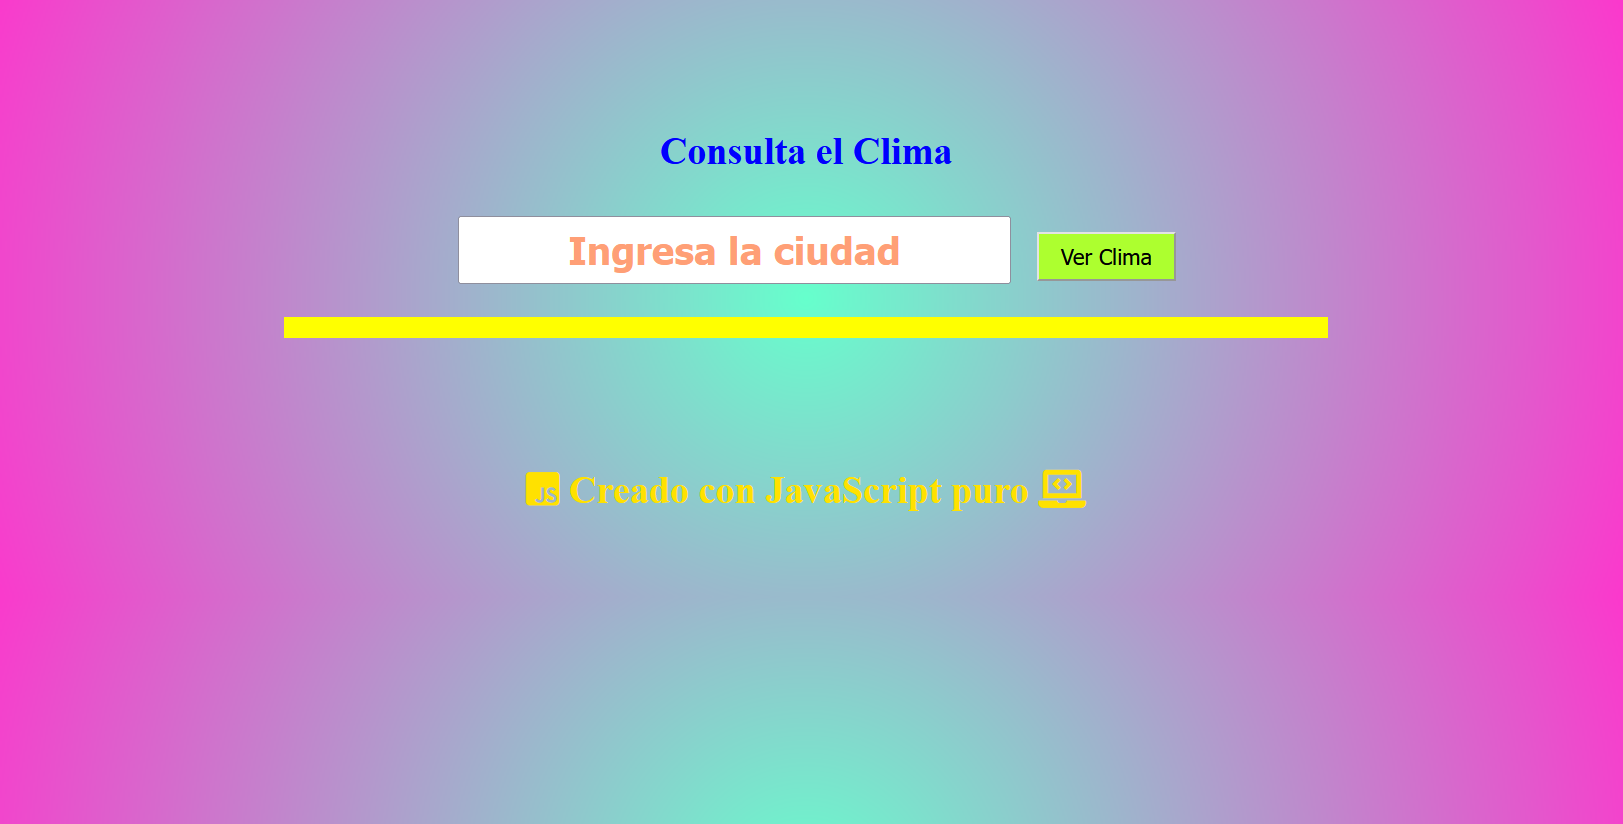 Consulta el Clima
Ingresa la ciudad
Ver Clima
JS Creado con JavaScript puro